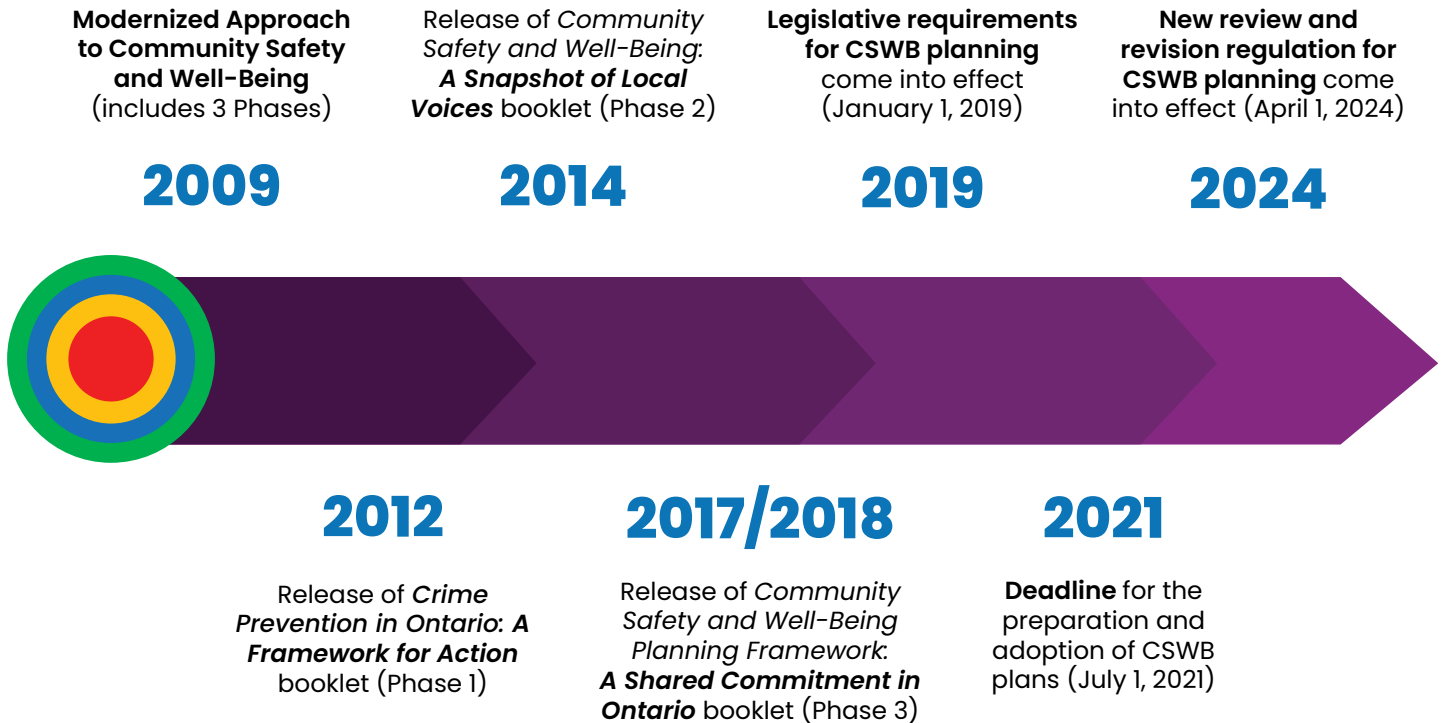 Modernized Approach
to Community Safety
and Well-Being
(includes 3 Phases)
2009
Release of Community
Safety and Well-Being:
A Snapshot of Local
Voices booklet (Phase 2)
2014
Legislative requirements
for CSWB planning
come into effect
(January 1, 2019)
2019
New review and
revision regulation for
CSWB planning come
into effect (April 1, 2024)
2024
2012
Release of Crime
Prevention in Ontario: A
Framework for Action
booklet (Phase 1)
2017/2018
Release of Community
Safety and Well-Being
Planning Framework:
A Shared Commitment in
Ontario booklet (Phase 3)
2021
Deadline for the
preparation and
adoption of CSWB
plans (July 1, 2021)